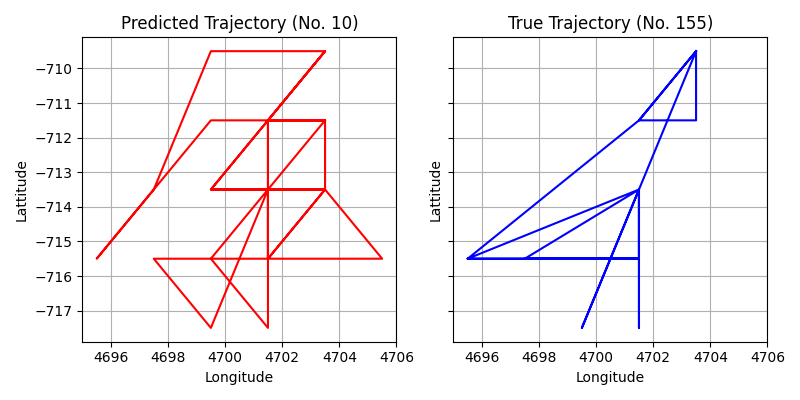 Predicted Trajectory (No. 10)
True Trajectory (No. 155)
Lattitude
−710
−711
−712
−713
−714
−715
−716
−717
4696 4698 4700 4702 4704 4706
Longitude
Lattitude
4696 4698 4700 4702 4704 4706
Longitude